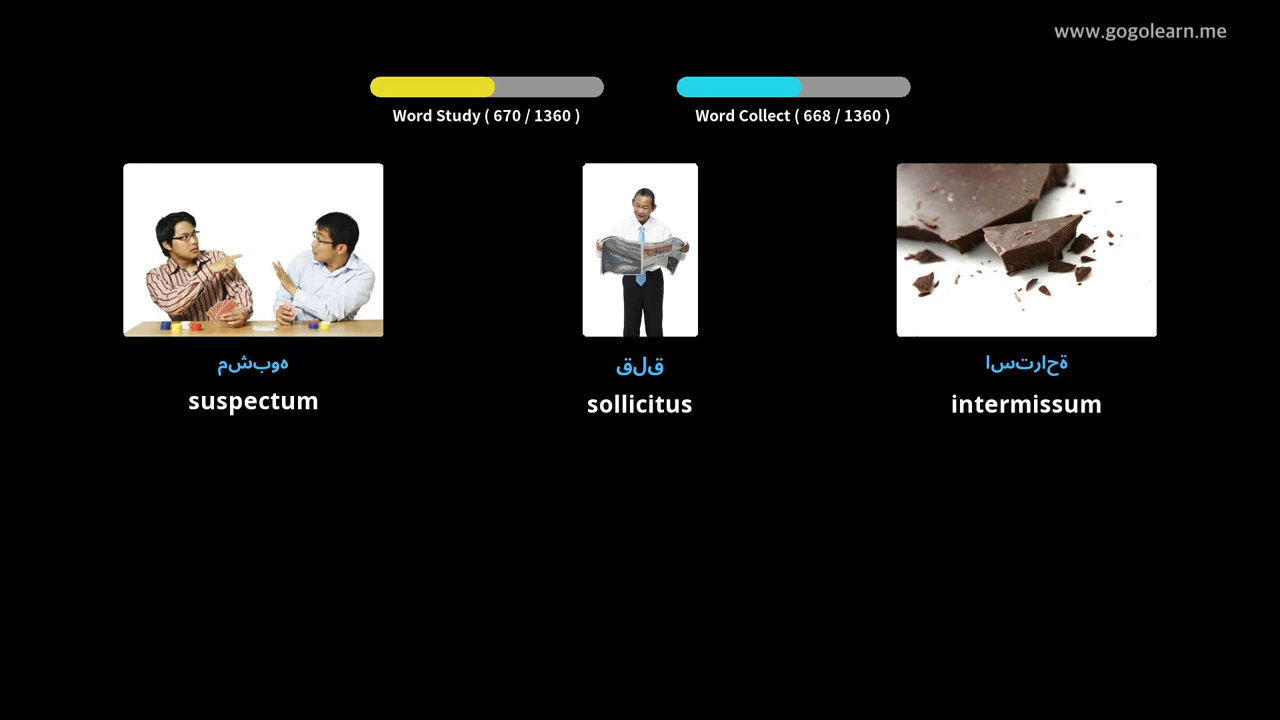 www.gogolearn.me
Word Study ( 670 / 1360 )
Word Collect ( 668 / 1360 )
مشبوه
قلق
استراحة
suspectum
sollicitus
intermissum